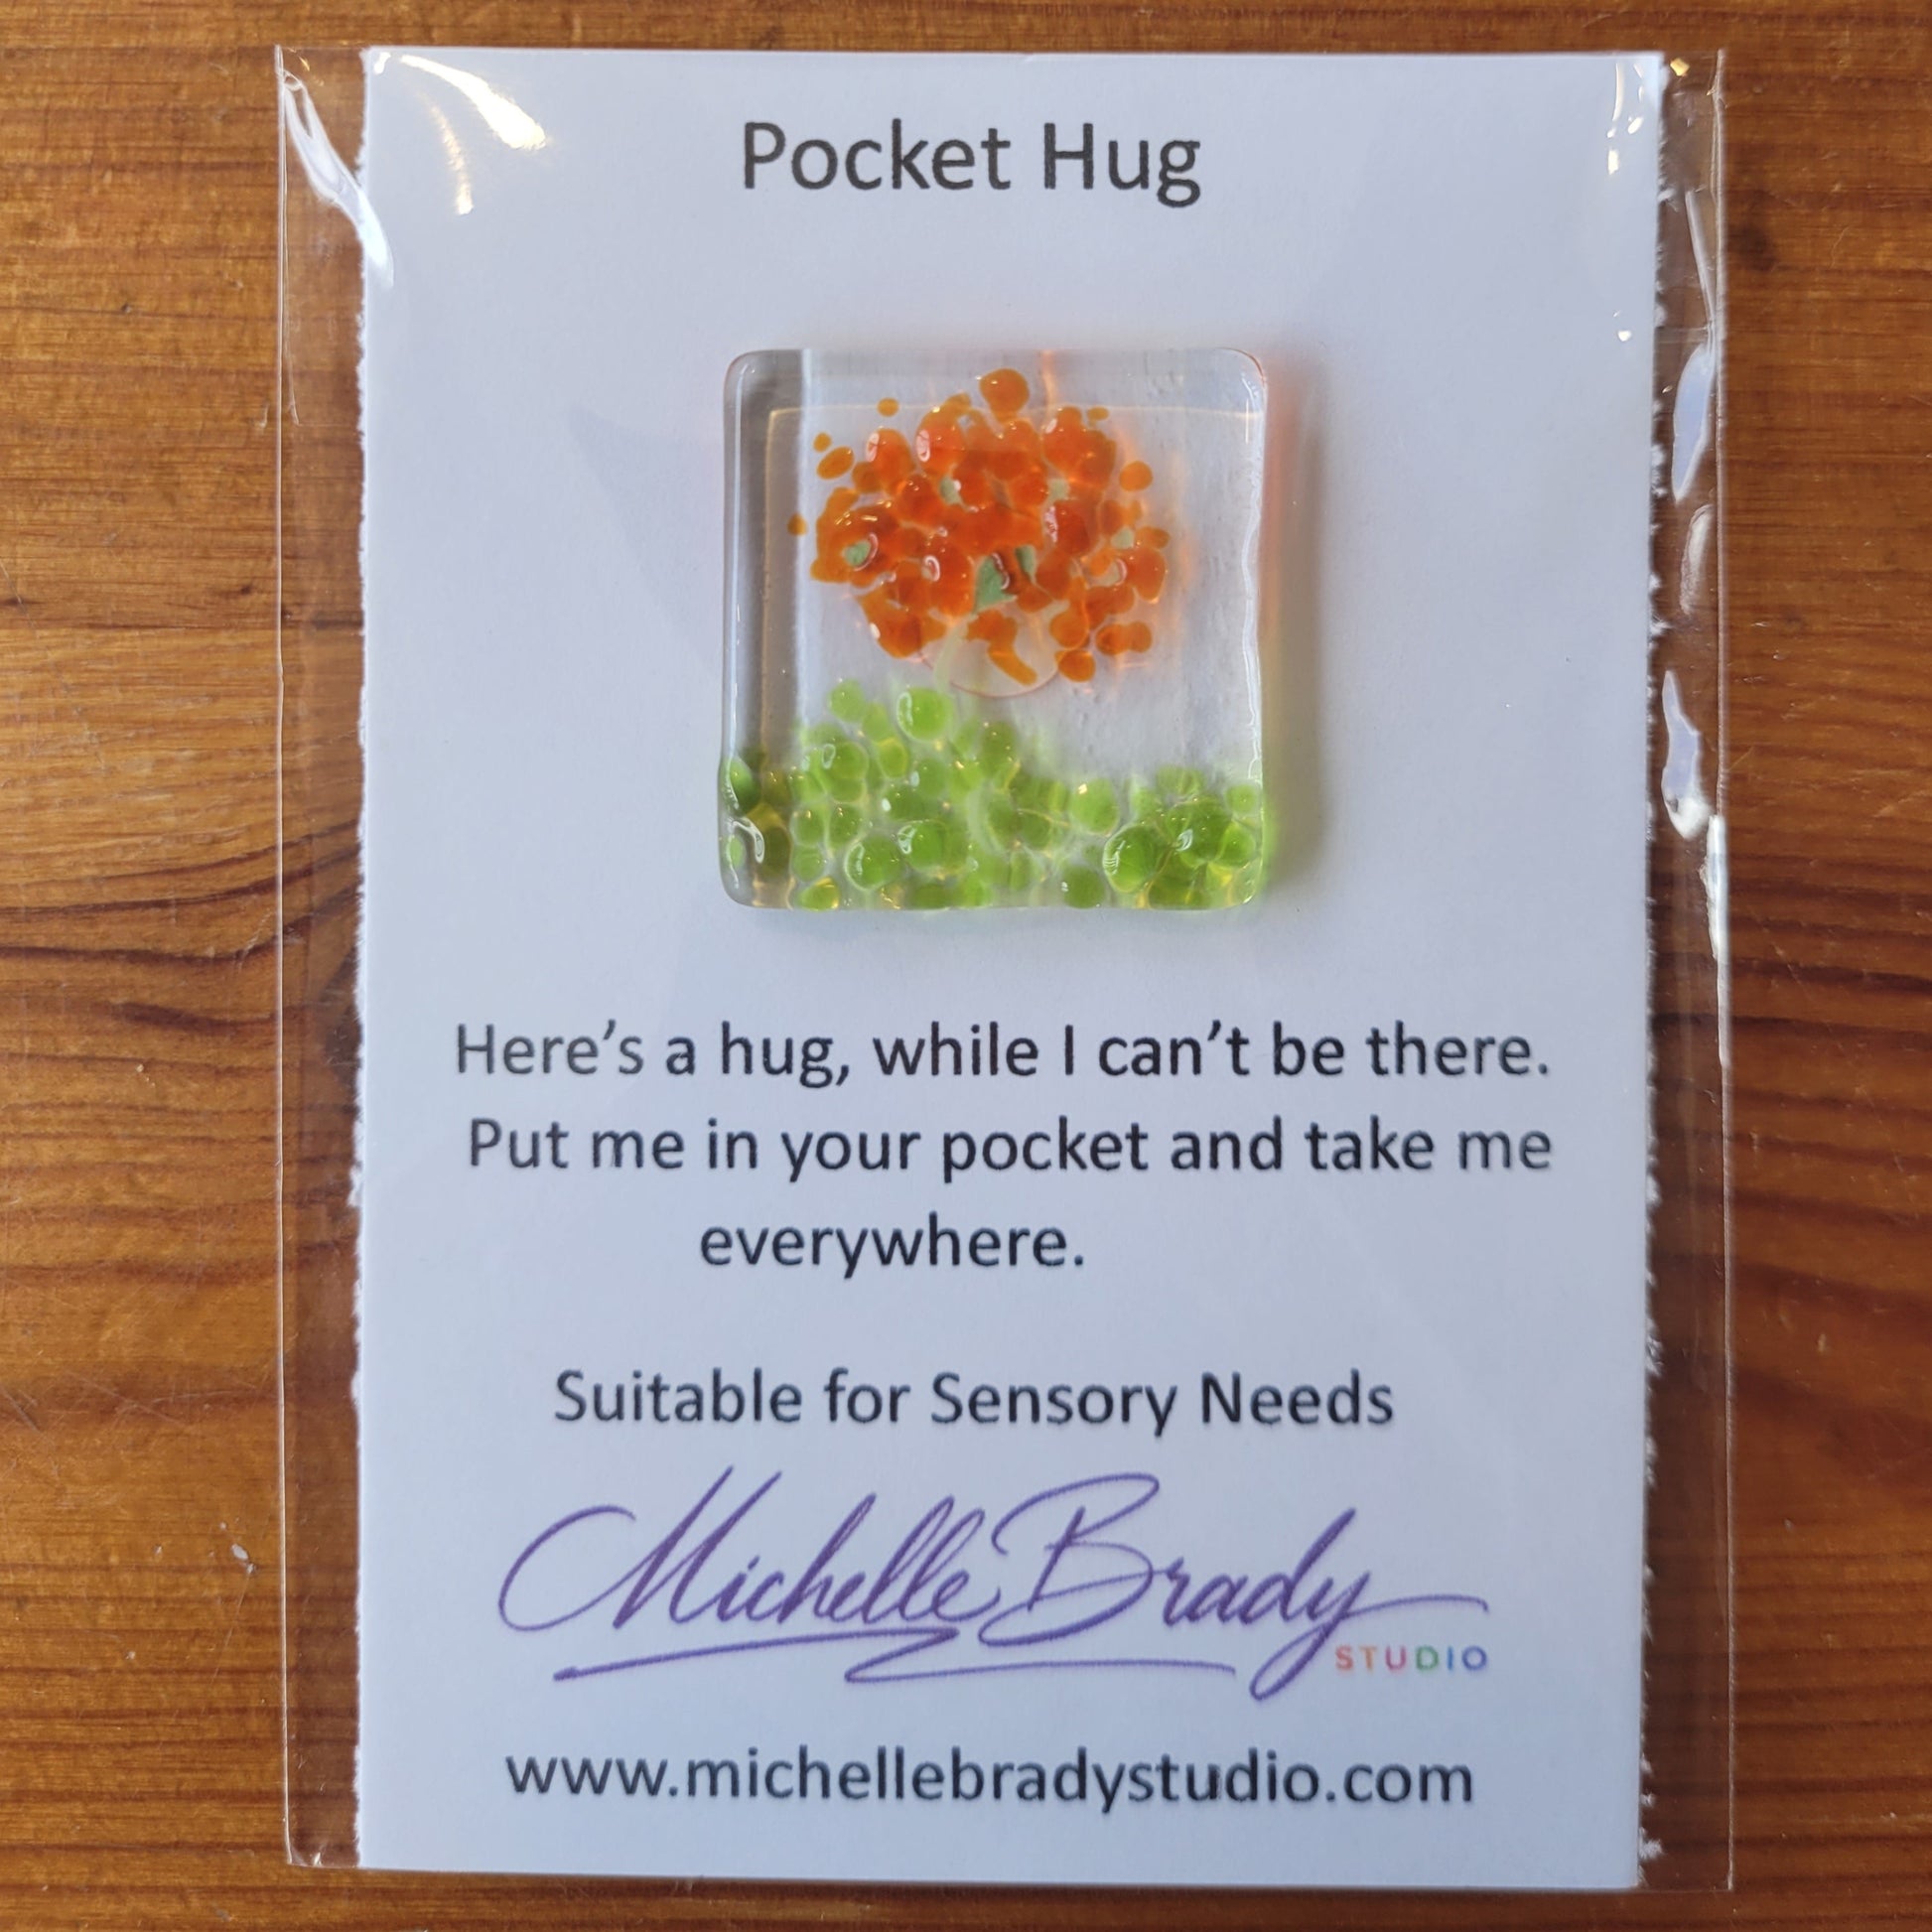 Pocket Hug
Here’s a hug, while I can’t be there.
Put me in your pocket and take me
everywhere.
Suitable for Sensory Needs
Michelle Brady
STUDIO
www.michellebradystudio.com